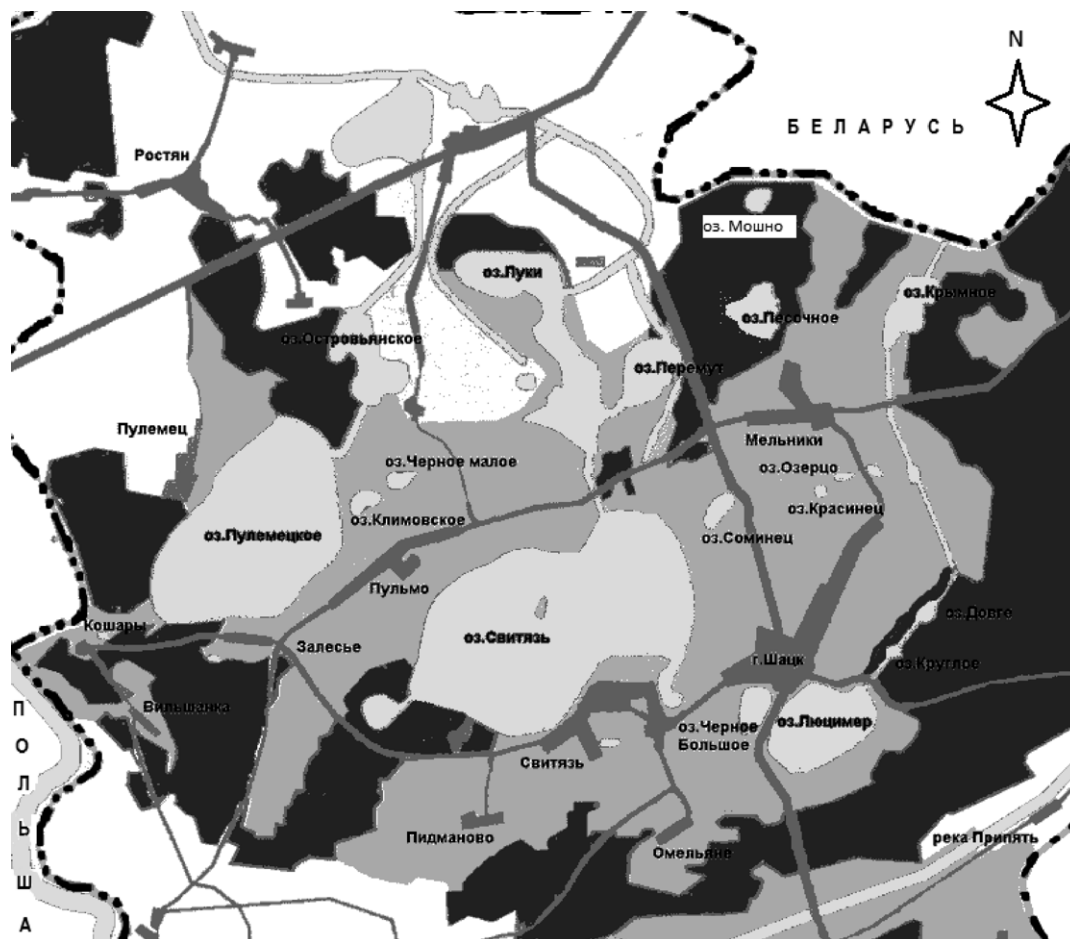 N
БЕЛАРУСЬ
Ростян
оз. Мошно
оз.Луки
оз.Крымное
оз.Песочное
оз.Островьянское
оз.Перемут
Пулемец
Мельники
оз.Черное малое
оз.Озерцо
оз.Климовское
оз.Красинец
оз.Пулемецкое
оз.Соминец
Пульмо
оз.Довге
Кошары
оз.Свитязь
Залесье
г.Шацк
оз.Круглое
Вильшанка
ПОЛЬША
оз.Черное
Большое
оз.Люцимер
Свитязь
Пидманово
Омельяне
река Припять